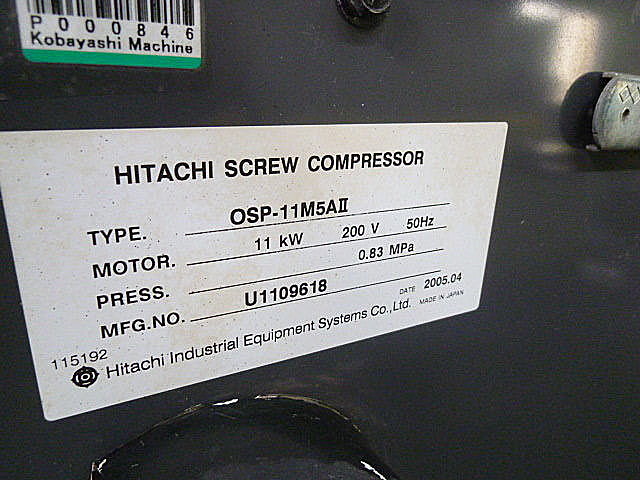 P000846
Kobayashi Machine
HITACHI SCREW COMPRESSOR
TYPE. OSP-11M5AⅡ
MOTOR. 11 kW 200 V 50Hz
PRESS. 0.83 MPa
MFG.NO. U1109618 DATE 2005.04
115192 Hitachi Industrial Equipment Systems Co.,Ltd. MADE IN JAPAN